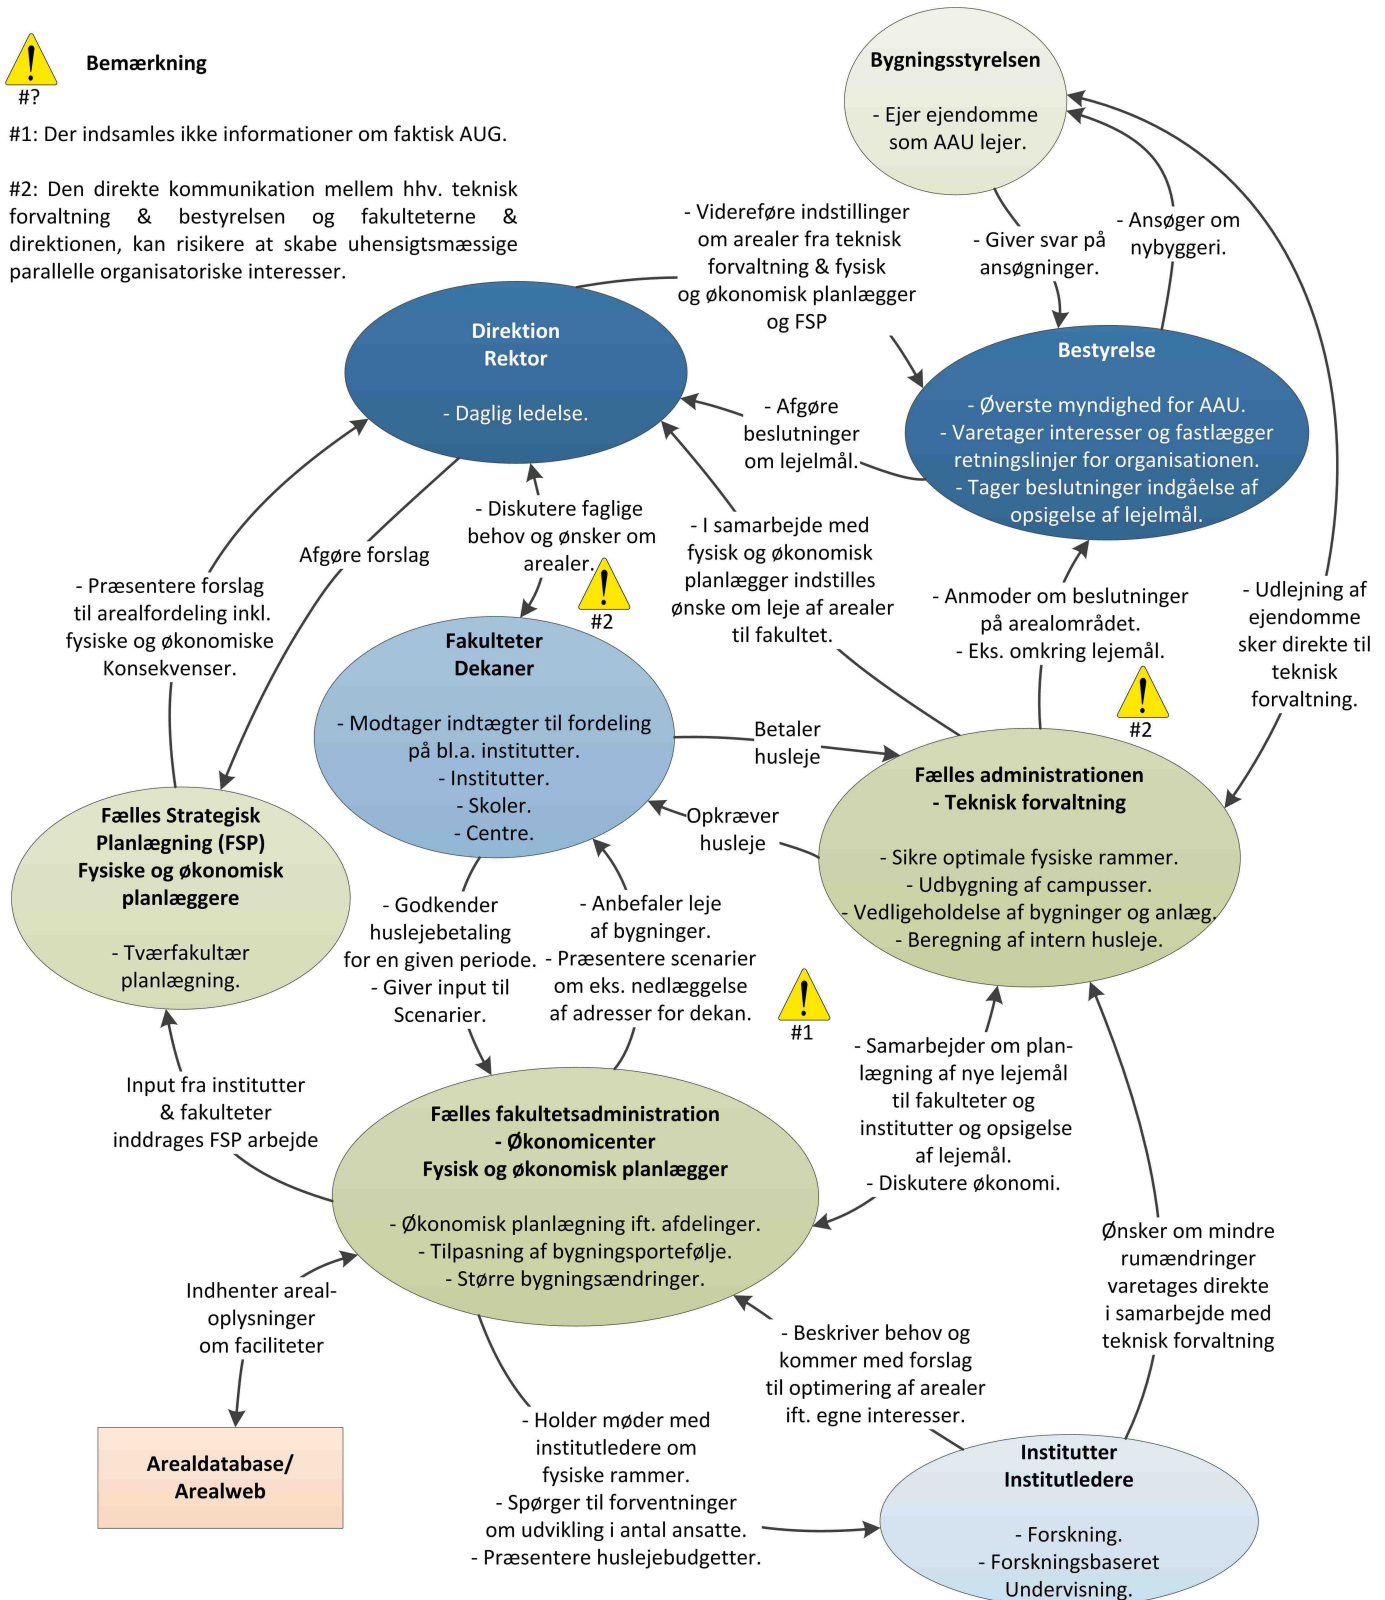 Bemærkning
#?
#1: Der indsamles ikke informationer om faktisk AUG.
#2: Den direkte kommunikation mellem hhv. teknisk
forvaltning & bestyrelsen og fakulteterne &
direktionen, kan risikere at skabe uhensigtsmæssige
parallelle organisatoriske interesser.
Bygningsstyrelsen
- Ejer ejendomme
som AAU lejer.
- Videreføre indstillinger
om arealer fra teknisk
forvaltning & fysisk
og økonomisk planlægger
og FSP
- Giver svar på
ansøgninger.
- Ansøger om
nybyggeri.
Direktion
Rektor
- Daglig ledelse.
Bestyrelse
- Øverste myndighed for AAU.
- Varetager interesser og fastlægger
retningslinjer for organisationen.
- Tager beslutninger indgåelse af
opsigelse af lejelmål.
- Afgøre
beslutninger
om lejelmål.
- Diskutere faglige
behov og ønsker om
arealer.
#2
- I samarbejde med
fysisk og økonomisk
planlægger indstilles
ønske om leje af arealer
til fakultet.
Afgøre forslag
- Præsentere forslag
til arealfordeling inkl.
fysiske og økonomiske
Konsekvenser.
- Anmoder om beslutninger
på arealområdet.
- Eks. omkring lejemål.
#2
- Udlejning af
ejendomme
sker direkte til
teknisk
forvaltning.
Fakulteter
Dekaner
- Modtager indtægter til fordeling
på bl.a. institutter.
- Institutter.
- Skoler.
- Centre.
Betaler
husleje
Opkræver
husleje
Fælles administrationen
- Teknisk forvaltning
- Sikre optimale fysiske rammer.
- Udbygning af campusser.
- Vedligeholdelse af bygninger og anlæg.
- Beregning af intern husleje.
Fælles Strategisk
Planlægning (FSP)
Fysiske og økonomisk
planlæggere
- Tværfakultær
planlægning.
- Godkender
huslejebetaling
for en given periode.
- Giver input til
Scenarier.
- Anbefaler leje
af bygninger.
- Præsentere scenarier
om eks. nedlæggelse
af adresser for dekan.
#1
- Samarbejder om plan-
lægning af nye lejemål
til fakulteter og
institutter og opsigelse
af lejemål.
- Diskutere økonomi.
Input fra institutter
& fakulteter
inddrages FSP arbejde
Fælles fakultetsadministration
- Økonomicenter
Fysisk og økonomisk planlægger
- Økonomisk planlægning ift. afdelinger.
- Tilpasning af bygningsportefølje.
- Større bygningsændringer.
Ønsker om mindre
rumændringer
varetages direkte
i samarbejde med
teknisk forvaltning
Indhenter areal-
oplysninger
om faciliteter
- Beskriver behov og
kommer med forslag
til optimering af arealer
ift. egne interesser.
- Holder møder med
institutledere om
fysiske rammer.
- Spørger til forventninger
om udvikling i antal ansatte.
- Præsentere huslejebudgetter.
Arealdatabase/
Arealweb
Institutter
Institutledere
- Forskning.
- Forskningsbaseret
Undervisning.